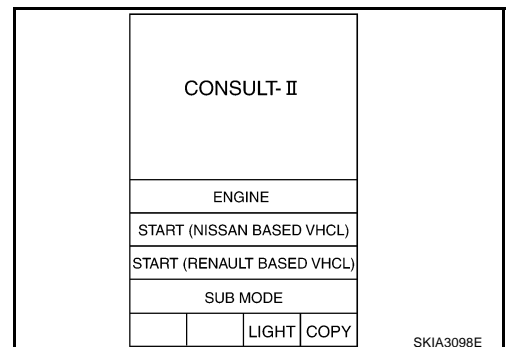 CONSULT-II
ENGINE
START (NISSAN BASED VHCL)
START (RENAULT BASED VHCL)
SUB MODE
LIGHT COPY
SKIA3098E